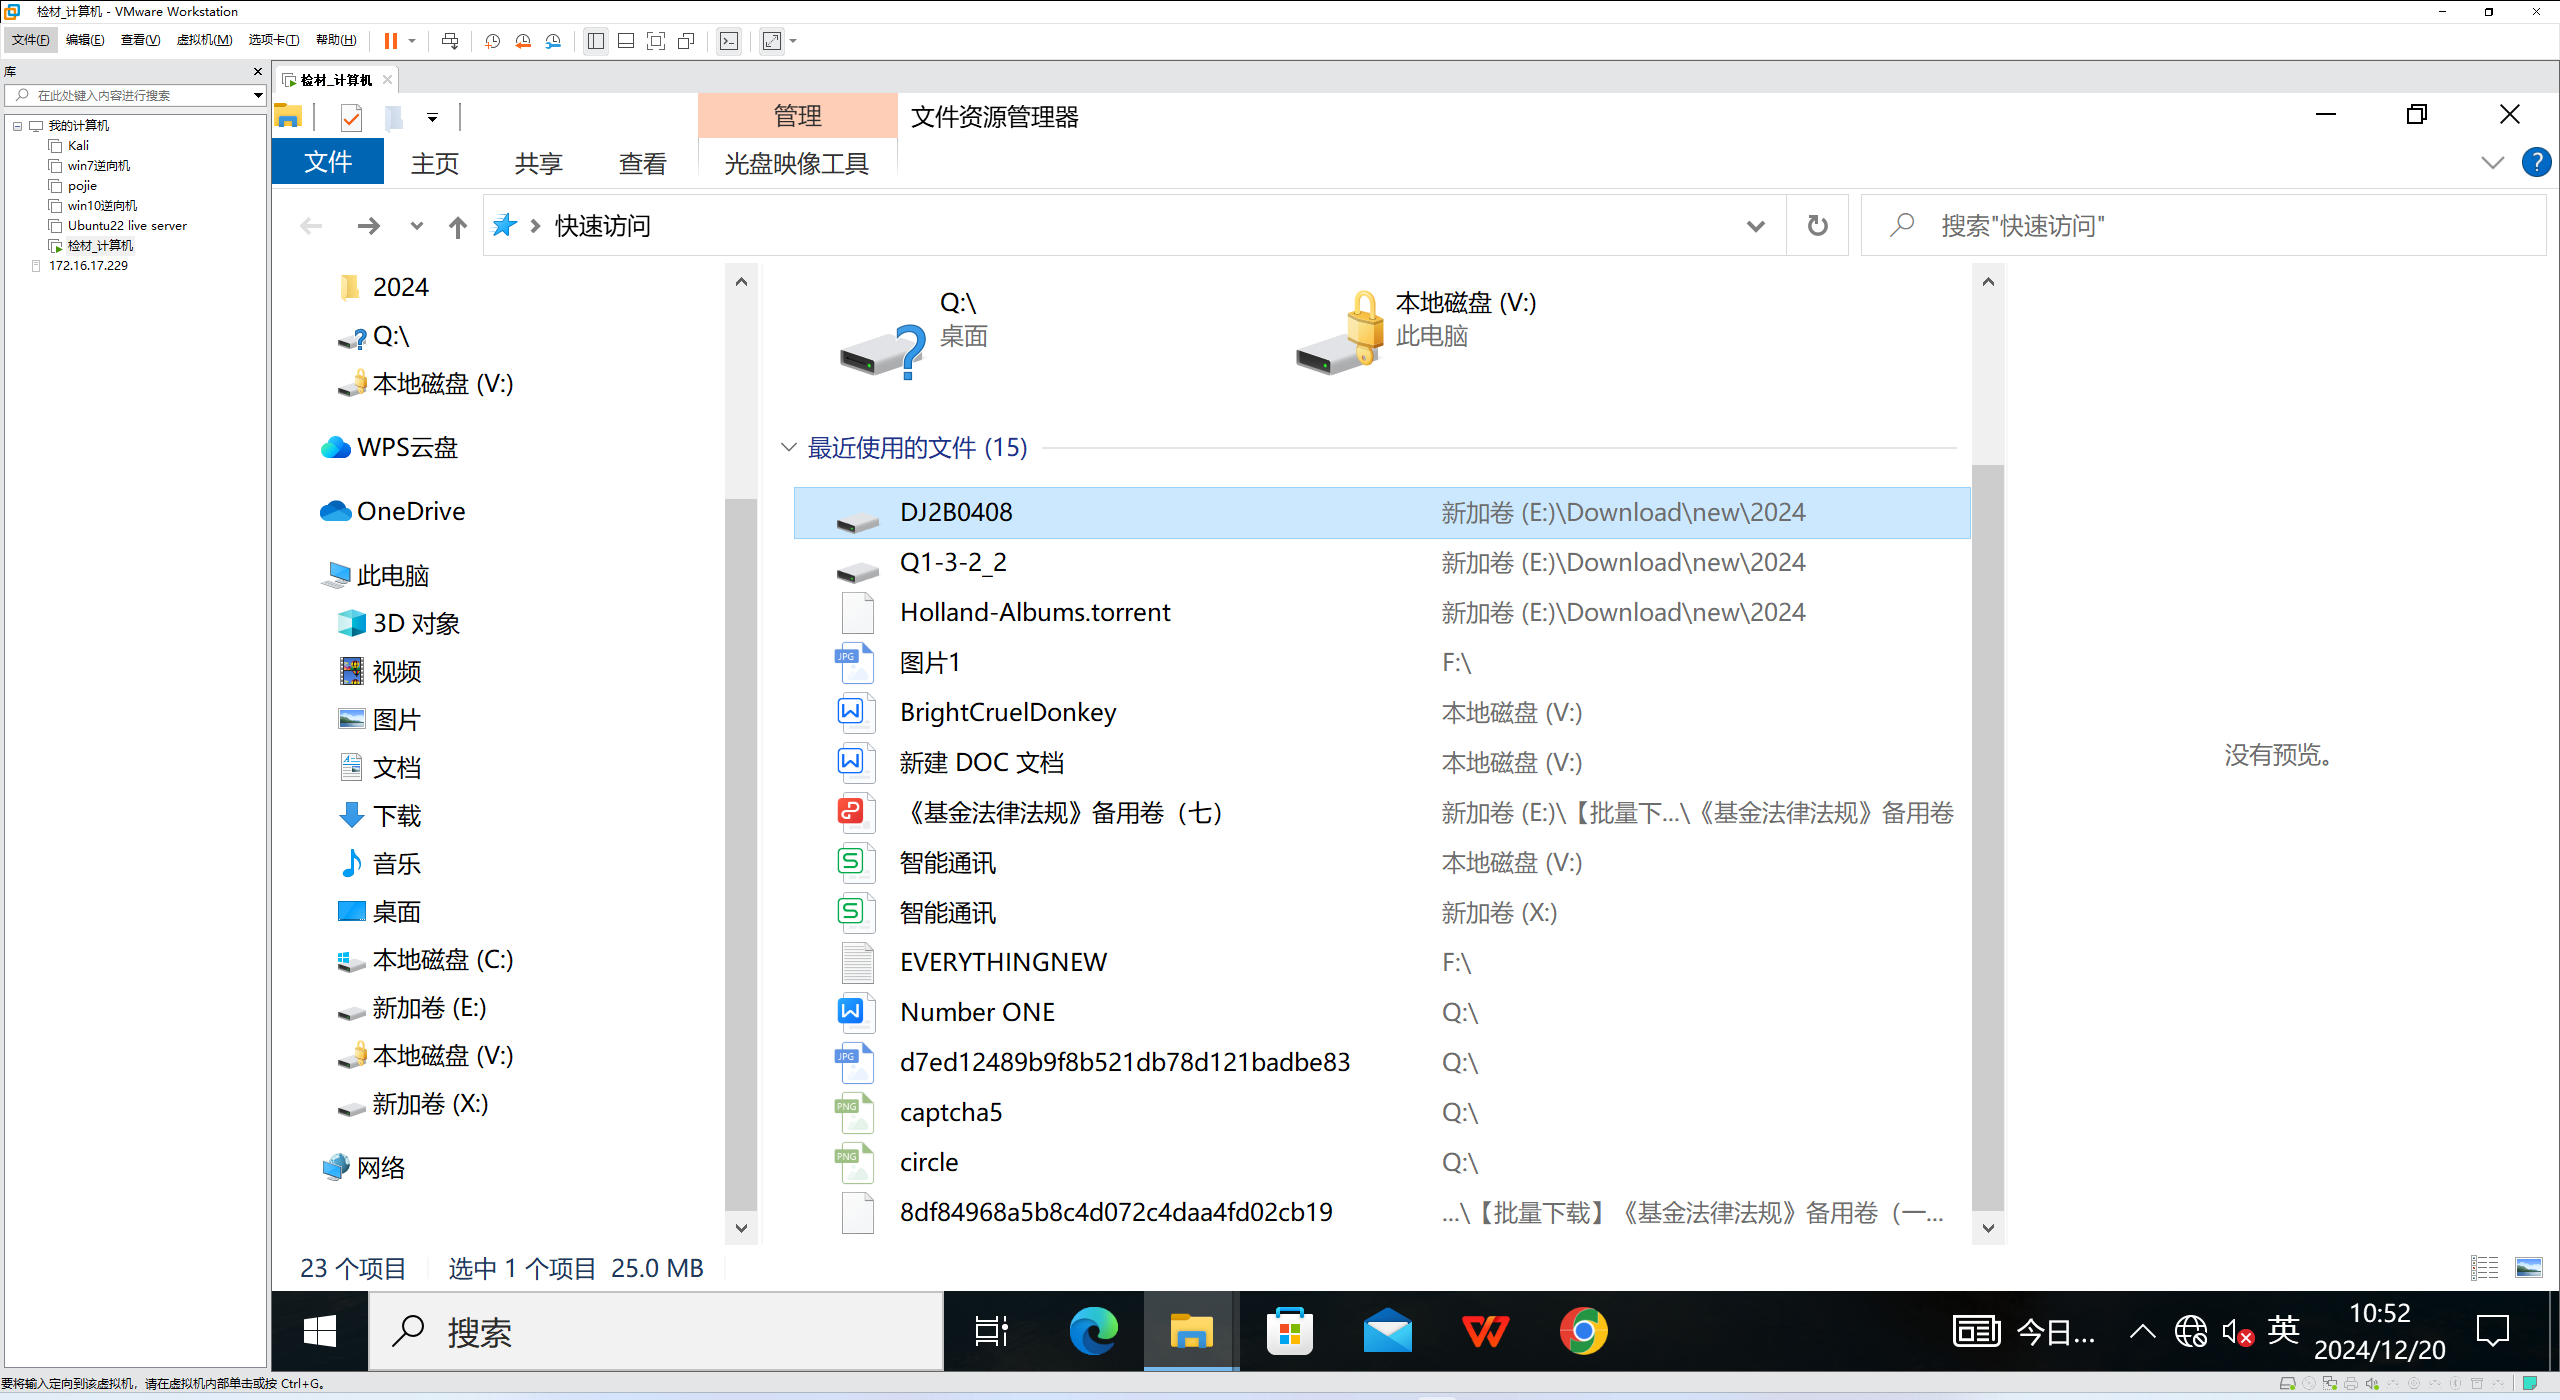 检材_计算机 - VMware Workstation
文件(F) 编辑(E) 查看(V) 虚拟机(M) 选项卡(T) 帮助(H)
库
在此处键入内容进行搜索
我的计算机
Kali
win7逆向机
pojie
win10逆向机
Ubuntu22 live server
检材_计算机
172.16.17.229
检材_计算机
管理 文件资源管理器
文件 主页 共享 查看 光盘映像工具
快速访问
搜索"快速访问"
2024
Q:\
本地磁盘 (V:)
WPS云盘
OneDrive
此电脑
3D 对象
视频
图片
文档
下载
音乐
桌面
本地磁盘 (C:)
新加卷 (E:)
本地磁盘 (V:)
新加卷 (X:)
网络
Q:\
桌面
本地磁盘 (V:)
此电脑
最近使用的文件 (15)
DJ2B0408 新加卷 (E:)\Download\new\2024
Q1-3-2_2 新加卷 (E:)\Download\new\2024
Holland-Albums.torrent 新加卷 (E:)\Download\new\2024
JPG 图片1 F:\
BrightCruelDonkey 本地磁盘 (V:)
新建 DOC 文档 本地磁盘 (V:)
《基金法律法规》备用卷（七） 新加卷 (E:)\【批量下...\《基金法律法规》备用卷
智能通讯 本地磁盘 (V:)
智能通讯 新加卷 (X:)
EVERYTHINGNEW F:\
Number ONE Q:\
JPG d7ed12489b9f8b521db78d121badbe83 Q:\
PNG captcha5 Q:\
PNG circle Q:\
8df84968a5b8c4d072c4daa4fd02cb19 ...\【批量下载】《基金法律法规》备用卷（一...
没有预览。
23 个项目 选中 1 个项目 25.0 MB
搜索
今日...
英
10:52
2024/12/20
要将输入定向到该虚拟机，请在虚拟机内部单击或按 Ctrl+G。